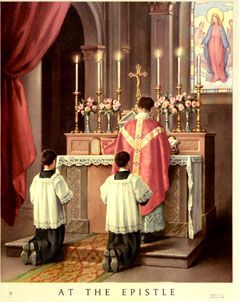 AT THE EPISTLE